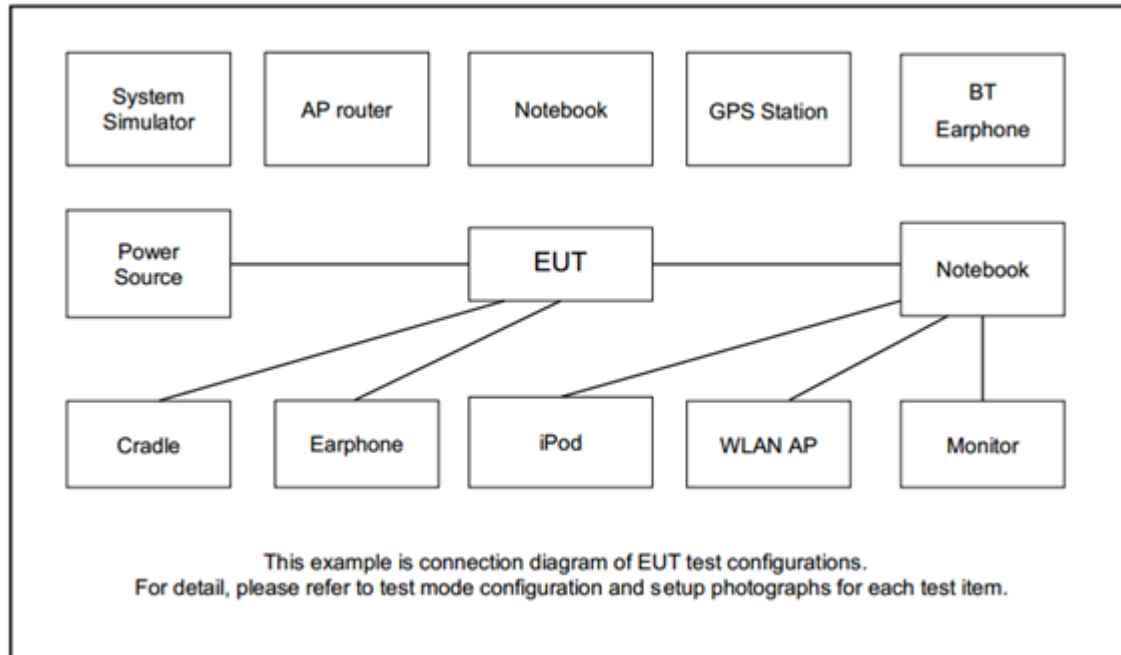 System
Simulator
AP router
Notebook
GPS Station
BT
Earphone
Power
Source
EUT
Notebook
Cradle
Earphone
iPod
WLAN AP
Monitor
This example is connection diagram of EUT test configurations.
For detail, please refer to test mode configuration and setup photographs for each test item.